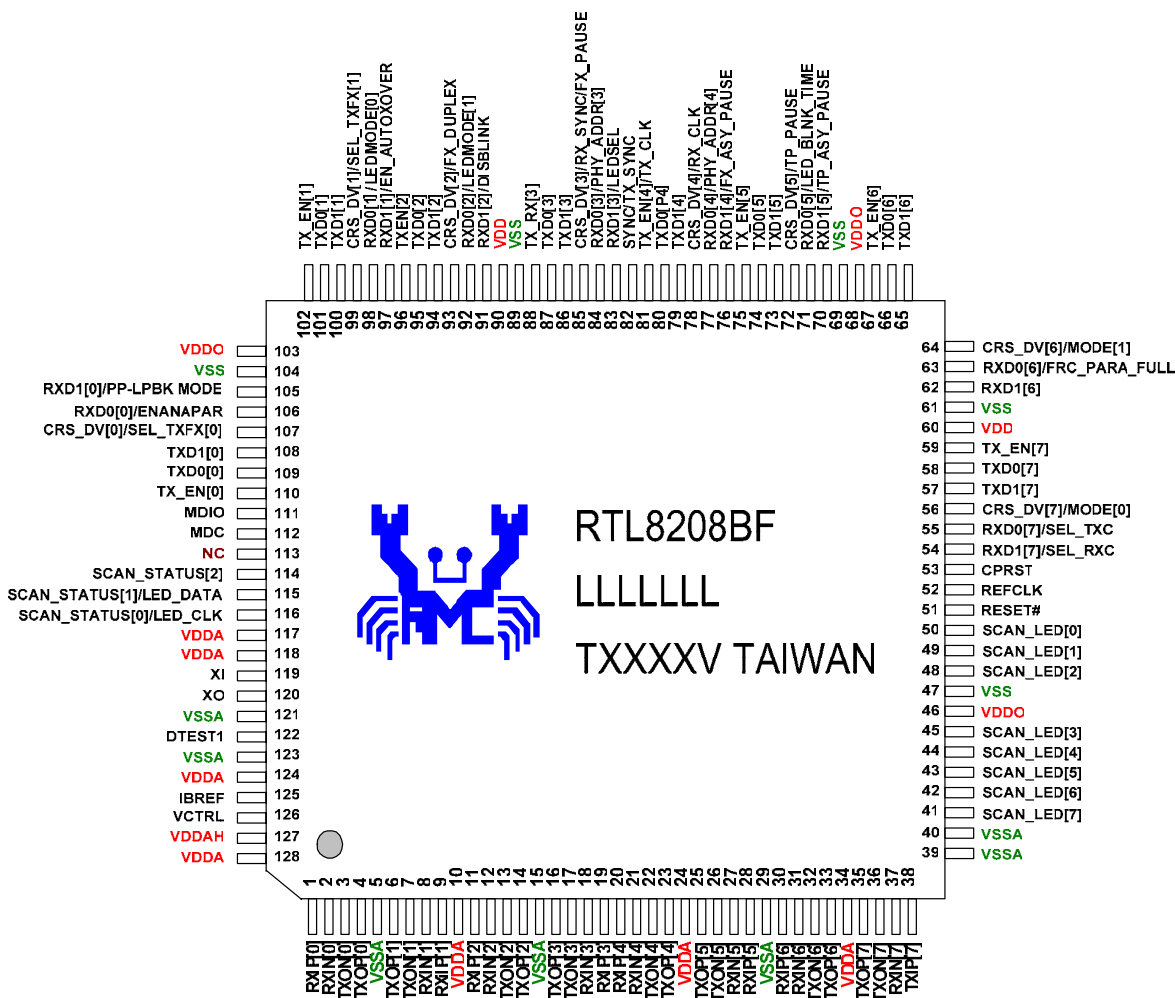 TX_EN[1] 102
TXD0[1] 101
TXD1[1] 100
CRS_DV[1]/SEL_TXFX[1] 99
RXD0[1]/LEDMODE[0] 98
RXD1[1]/EN_AUTOXOVER 97
TXEN[2] 96
TXD0[2] 95
TXD1[2] 94
CRS_DV[2]/FX_DUPLEX 93
RXD0[2]/LEDMODE[1] 92
RXD1[2]/DISBLINK 91
VDD 90
VSS 89
TX_RX[3] 88
TXD0[3] 87
TXD1[3] 86
CRS_DV[3]/RX_SYNC/FX_PAUSE 85
RXD0[3]/PHY_ADDR[3] 84
RXD1[3]/LEDSEL 83
SYNC/TX_SYNC 82
TX_EN[4]/TX_CLK 81
TXD0[P4] 80
TXD1[4] 79
CRS_DV[4]/RX_CLK 78
RXD0[4]/PHY_ADDR[4] 77
RXD1[4]/FX_ASY_PAUSE 76
TX_EN[5] 75
TXD0[5] 74
TXD1[5] 73
CRS_DV[5]/TP_PAUSE 72
RXD0[5]/LED_BLNK_TIME 71
RXD1[5]/TP_ASY_PAUSE 70
VSS 69
VDDO 68
TX_EN[6] 67
TXD0[6] 66
TXD1[6] 65
VDDO 103
VSS 104
RXD1[0]/PP-LPBK MODE 105
RXD0[0]/ENANAPAR 106
CRS_DV[0]/SEL_TXFX[0] 107
TXD1[0] 108
TXD0[0] 109
TX_EN[0] 110
MDIO 111
MDC 112
NC 113
SCAN_STATUS[2] 114
SCAN_STATUS[1]/LED_DATA 115
SCAN_STATUS[0]/LED_CLK 116
VDDA 117
VDDA 118
XI 119
XO 120
VSSA 121
DTEST1 122
VSSA 123
VDDA 124
IBREF 125
VCTRL 126
VDDAH 127
VDDA 128
RTL8208BF
LLLLLLL
TXXXXV TAIWAN
64 CRS_DV[6]/MODE[1]
63 RXD0[6]/FRC_PARA_FULL
62 RXD1[6]
61 VSS
60 VDD
59 TX_EN[7]
58 TXD0[7]
57 TXD1[7]
56 CRS_DV[7]/MODE[0]
55 RXD0[7]/SEL_TXC
54 RXD1[7]/SEL_RXC
53 CPRST
52 REFCLK
51 RESET#
50 SCAN_LED[0]
49 SCAN_LED[1]
48 SCAN_LED[2]
47 VSS
46 VDDO
45 SCAN_LED[3]
44 SCAN_LED[4]
43 SCAN_LED[5]
42 SCAN_LED[6]
41 SCAN_LED[7]
40 VSSA
39 VSSA
1 RXIP[0]
2 RXIN[0]
3 TXON[0]
4 TXOP[0]
5 VSSA
6 TXOP[1]
7 TXON[1]
8 RXIN[1]
9 RXIP[1]
10 VDDA
11 RXIP[2]
12 RXIN[2]
13 TXON[2]
14 TXOP[2]
15 VSSA
16 TXOP[3]
17 TXON[3]
18 RXIN[3]
19 RXIP[3]
20 RXIP[4]
21 RXIN[4]
22 TXON[4]
23 TXOP[4]
24 VDDA
25 TXOP[5]
26 TXON[5]
27 RXIN[5]
28 RXIP[5]
29 VSSA
30 RXIP[6]
31 RXIN[6]
32 TXON[6]
33 TXOP[6]
34 VDDA
35 TXOP[7]
36 TXON[7]
37 RXIN[7]
38 TXIP[7]